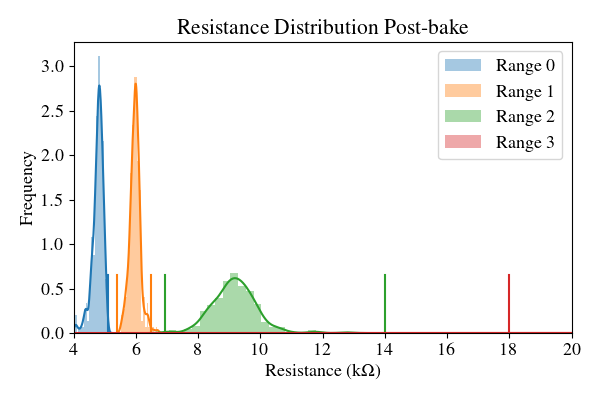 Resistance Distribution Post-bake
Frequency
3.0
2.5
2.0
1.5
1.0
0.5
0.0
Range 0
Range 1
Range 2
Range 3
4 6 8 10 12 14 16 18 20
Resistance (kΩ)